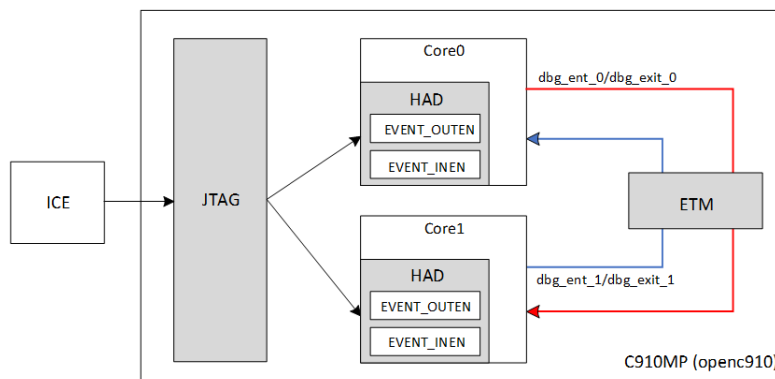 Core0
dbg_ent_0/dbg_exit_0
HAD
EVENT_OUTEN
EVENT_INEN
ICE
JTAG
ETM
Core1
HAD
dbg_ent_1/dbg_exit_1
EVENT_OUTEN
EVENT_INEN
C910MP (openc910)